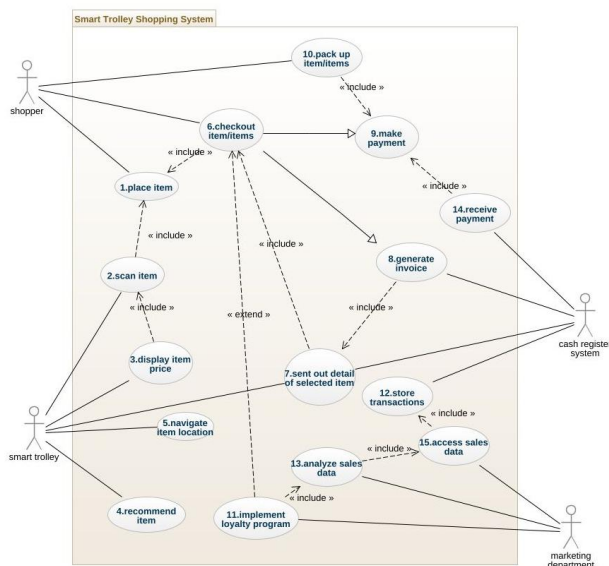 Smart Trolley Shopping System
10.pack up
item/items
« include »
shopper
6.checkout
item/items
9.make
payment
« include »
1.place item
« include »
14.receive
payment
« include »
« include »
8.generate
invoice
2.scan item
« include »
« include »
« extend »
cash register
system
3.display item
price
7.sent out detail
of selected item
12.store
transactions
5.navigate
item location
« include »
smart trolley
15.access sales
data
« include »
13.analyze sales
data
4.recommend
item
« include »
11.implement
loyalty program
marketing
department